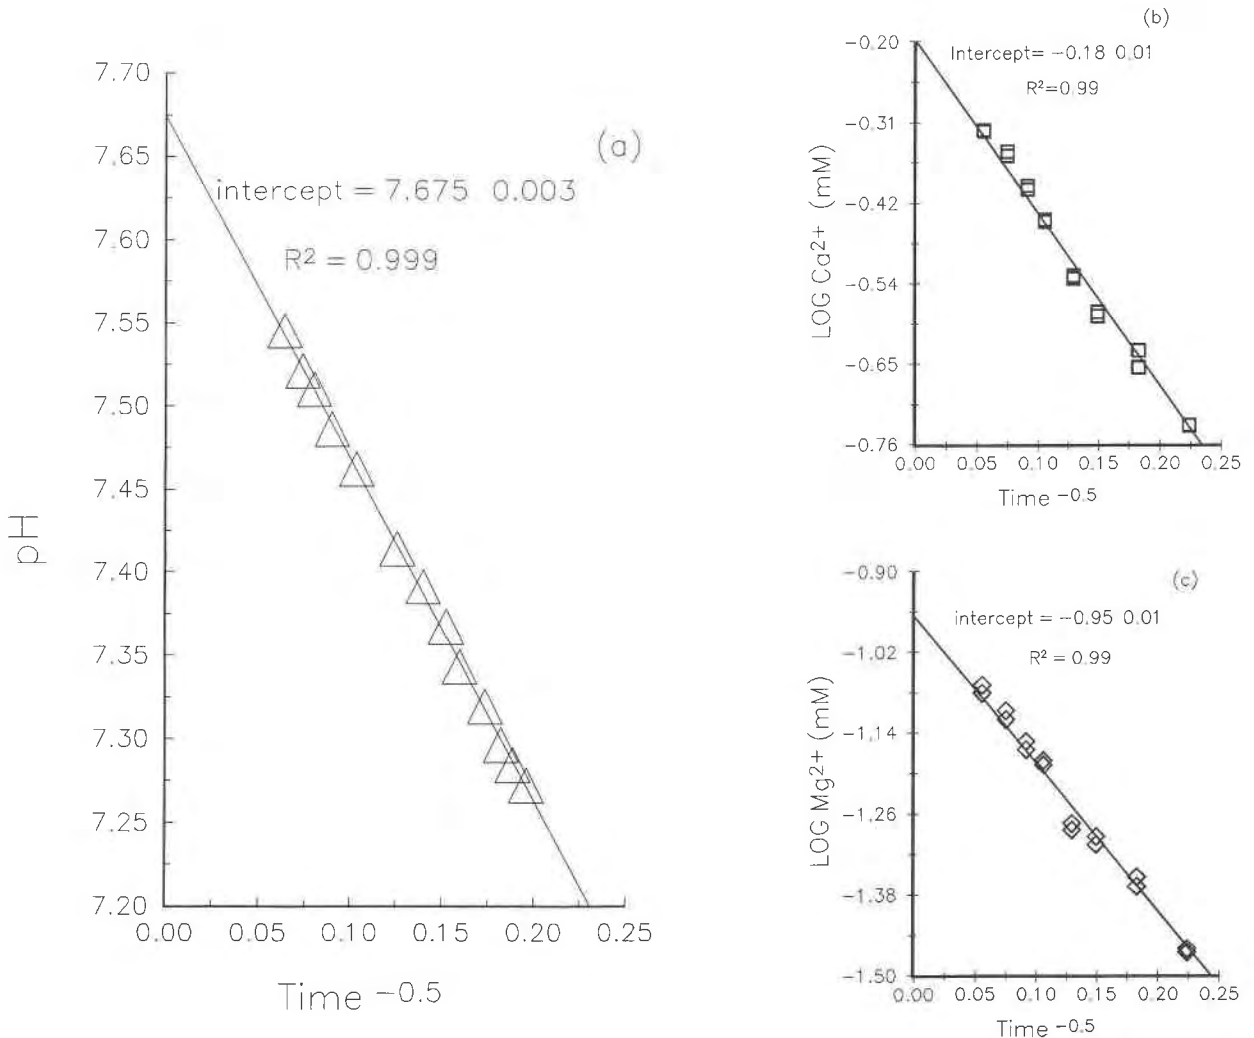 7.70
7.65
7.60
7.55
7.50
7.45
7.40
7.35
7.30
7.25
7.20
pH
(a)
intercept = 7.675 0.003
R² = 0.999
0.00 0.05 0.10 0.15 0.20 0.25
Time -0.5
(b)
-0.20
-0.31
-0.42
-0.54
-0.65
-0.76
LOG Ca2+ (mM)
Intercept= -0.18 0.01
R²=0.99
0.00 0.05 0.10 0.15 0.20 0.25
Time -0.5
(c)
-0.90
-1.02
-1.14
-1.26
-1.38
-1.50
LOG Mg2+ (mM)
intercept = -0.95 0.01
R² = 0.99
0.00 0.05 0.10 0.15 0.20 0.25
Time -0.5